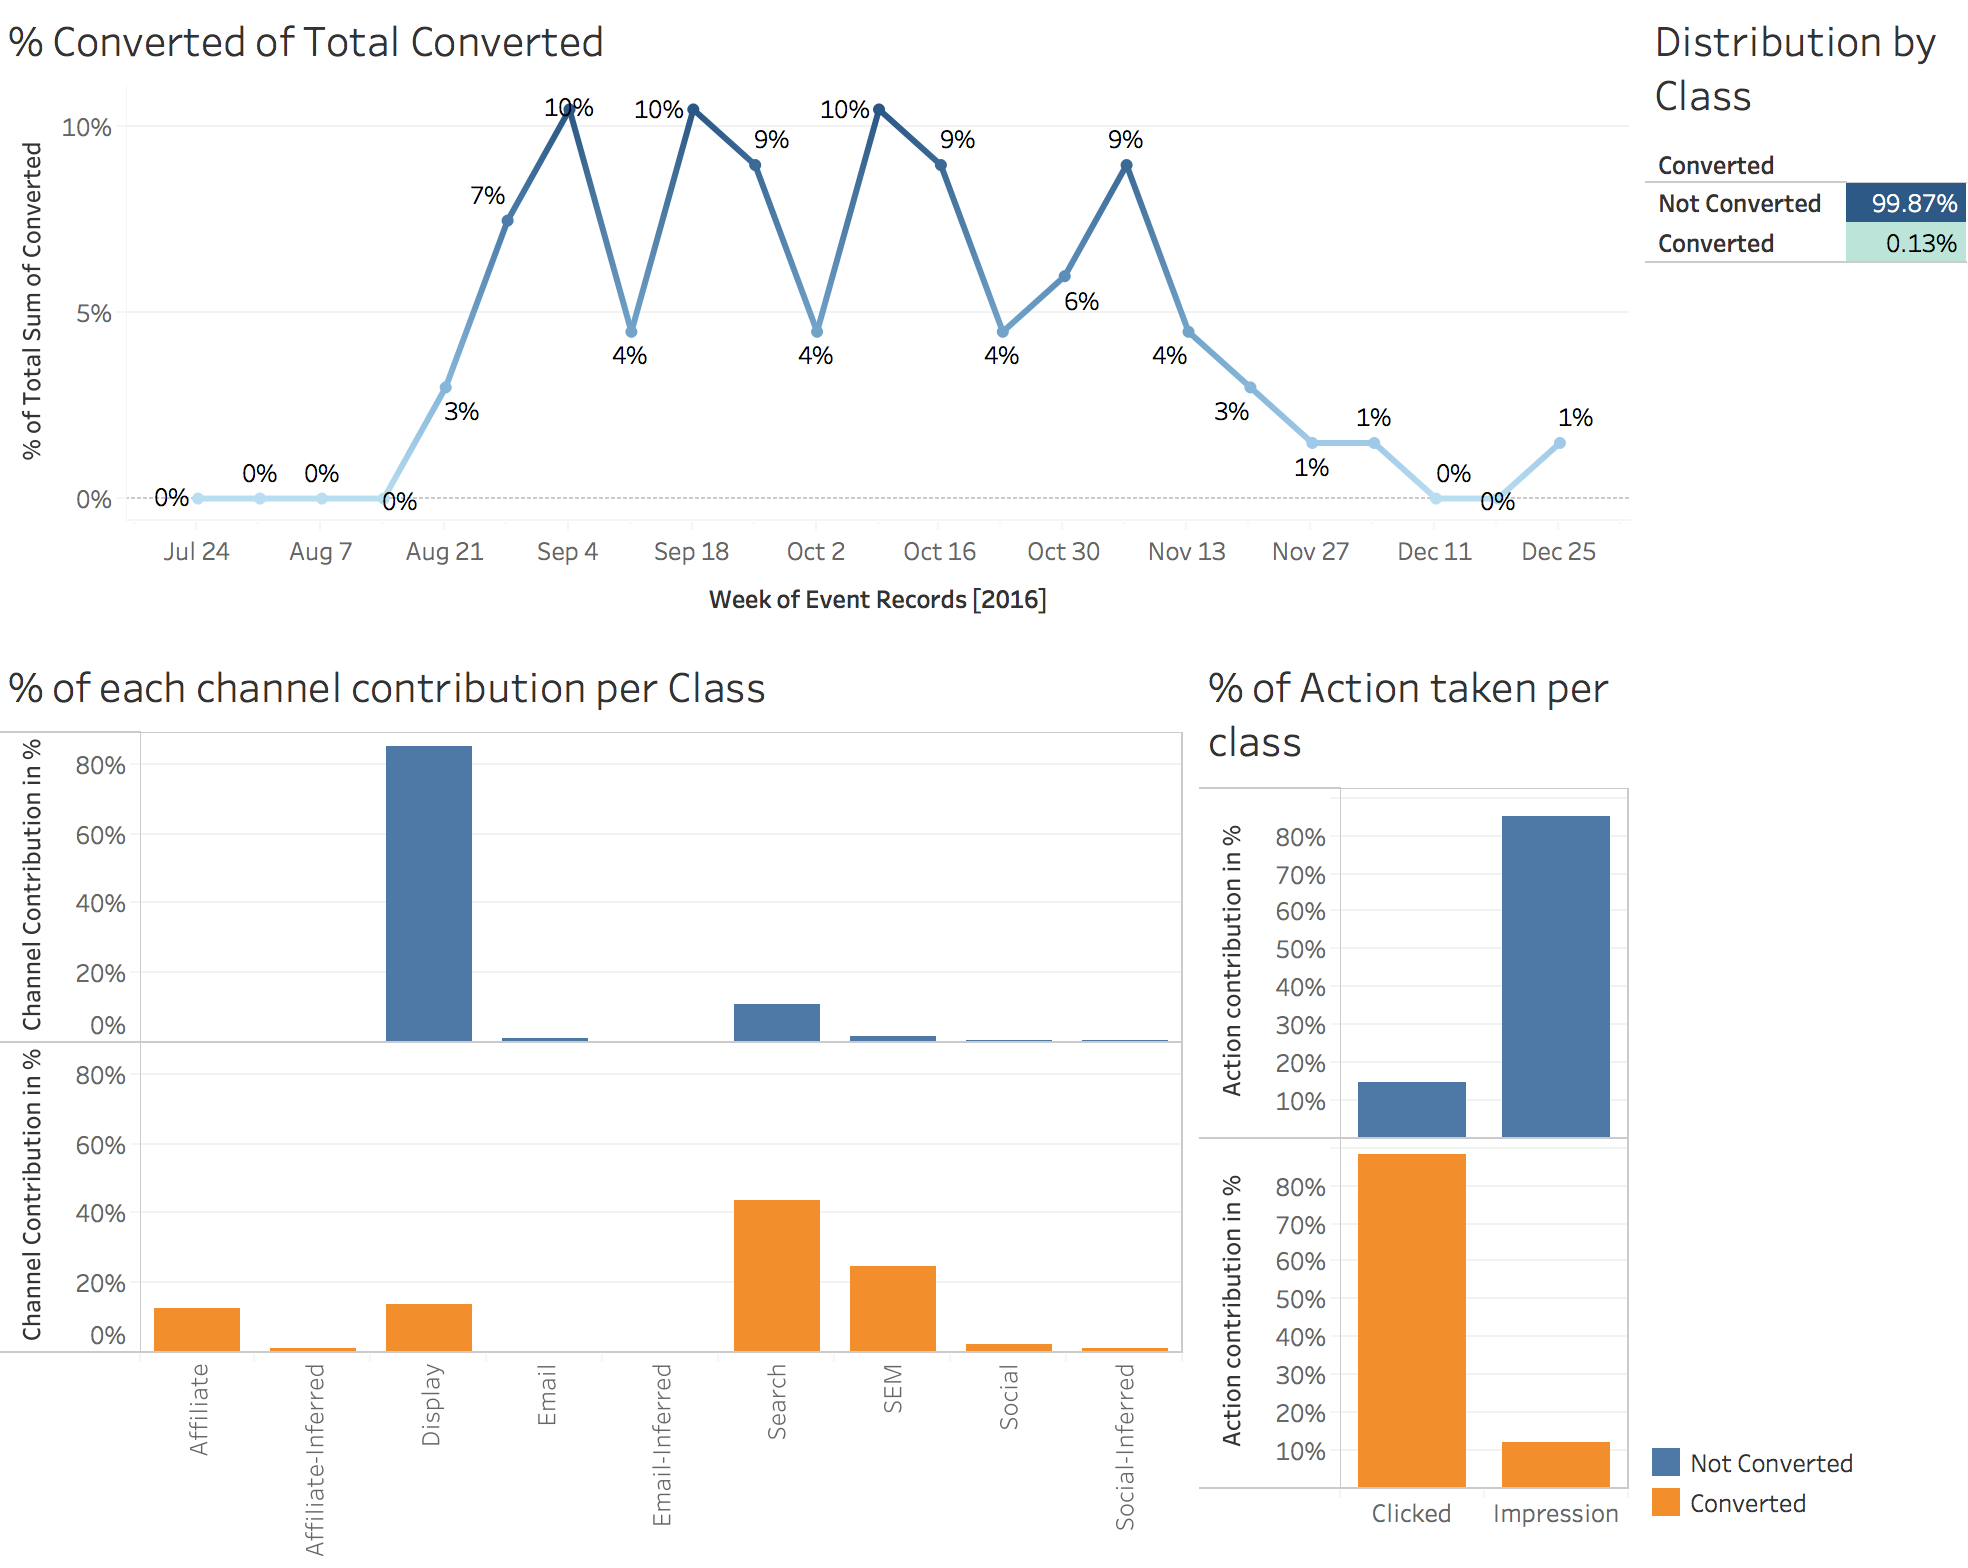 % Converted of Total Converted
% of Total Sum of Converted
10%
5%
0%
0%
0%
0%
0%
3%
7%
10%
4%
10%
9%
4%
10%
9%
4%
6%
9%
4%
3%
1%
1%
0%
0%
1%
Jul 24
Aug 7
Aug 21
Sep 4
Sep 18
Oct 2
Oct 16
Oct 30
Nov 13
Nov 27
Dec 11
Dec 25
Week of Event Records [2016]
Distribution by
Class
Converted
Not Converted 99.87%
Converted 0.13%
% of each channel contribution per Class
Channel Contribution in %
80%
60%
40%
20%
0%
Channel Contribution in %
80%
60%
40%
20%
0%
Affiliate
Affiliate-Inferred
Display
Email
Email-Inferred
Search
SEM
Social
Social-Inferred
% of Action taken per
class
Action contribution in %
80%
70%
60%
50%
40%
30%
20%
10%
Action contribution in %
80%
70%
60%
50%
40%
30%
20%
10%
Clicked
Impression
Not Converted
Converted